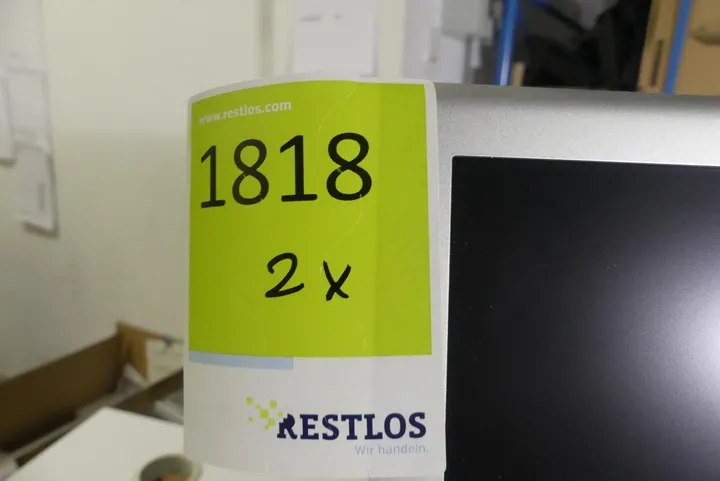 www.restlos.com
1818
2 x
RESTLOS
Wir handeln.